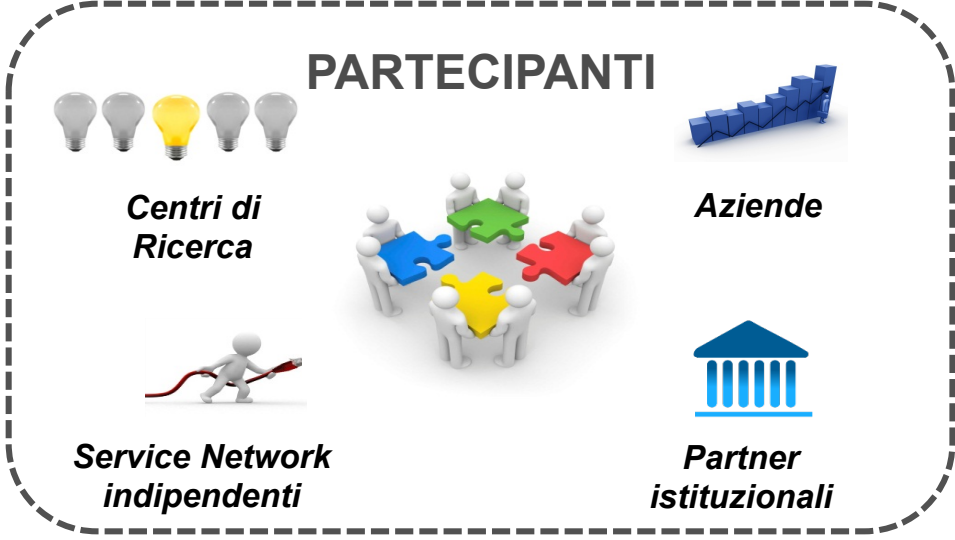 PARTECIPANTI
Centri di
Ricerca
Aziende
Service Network
indipendenti
Partner
istituzionali